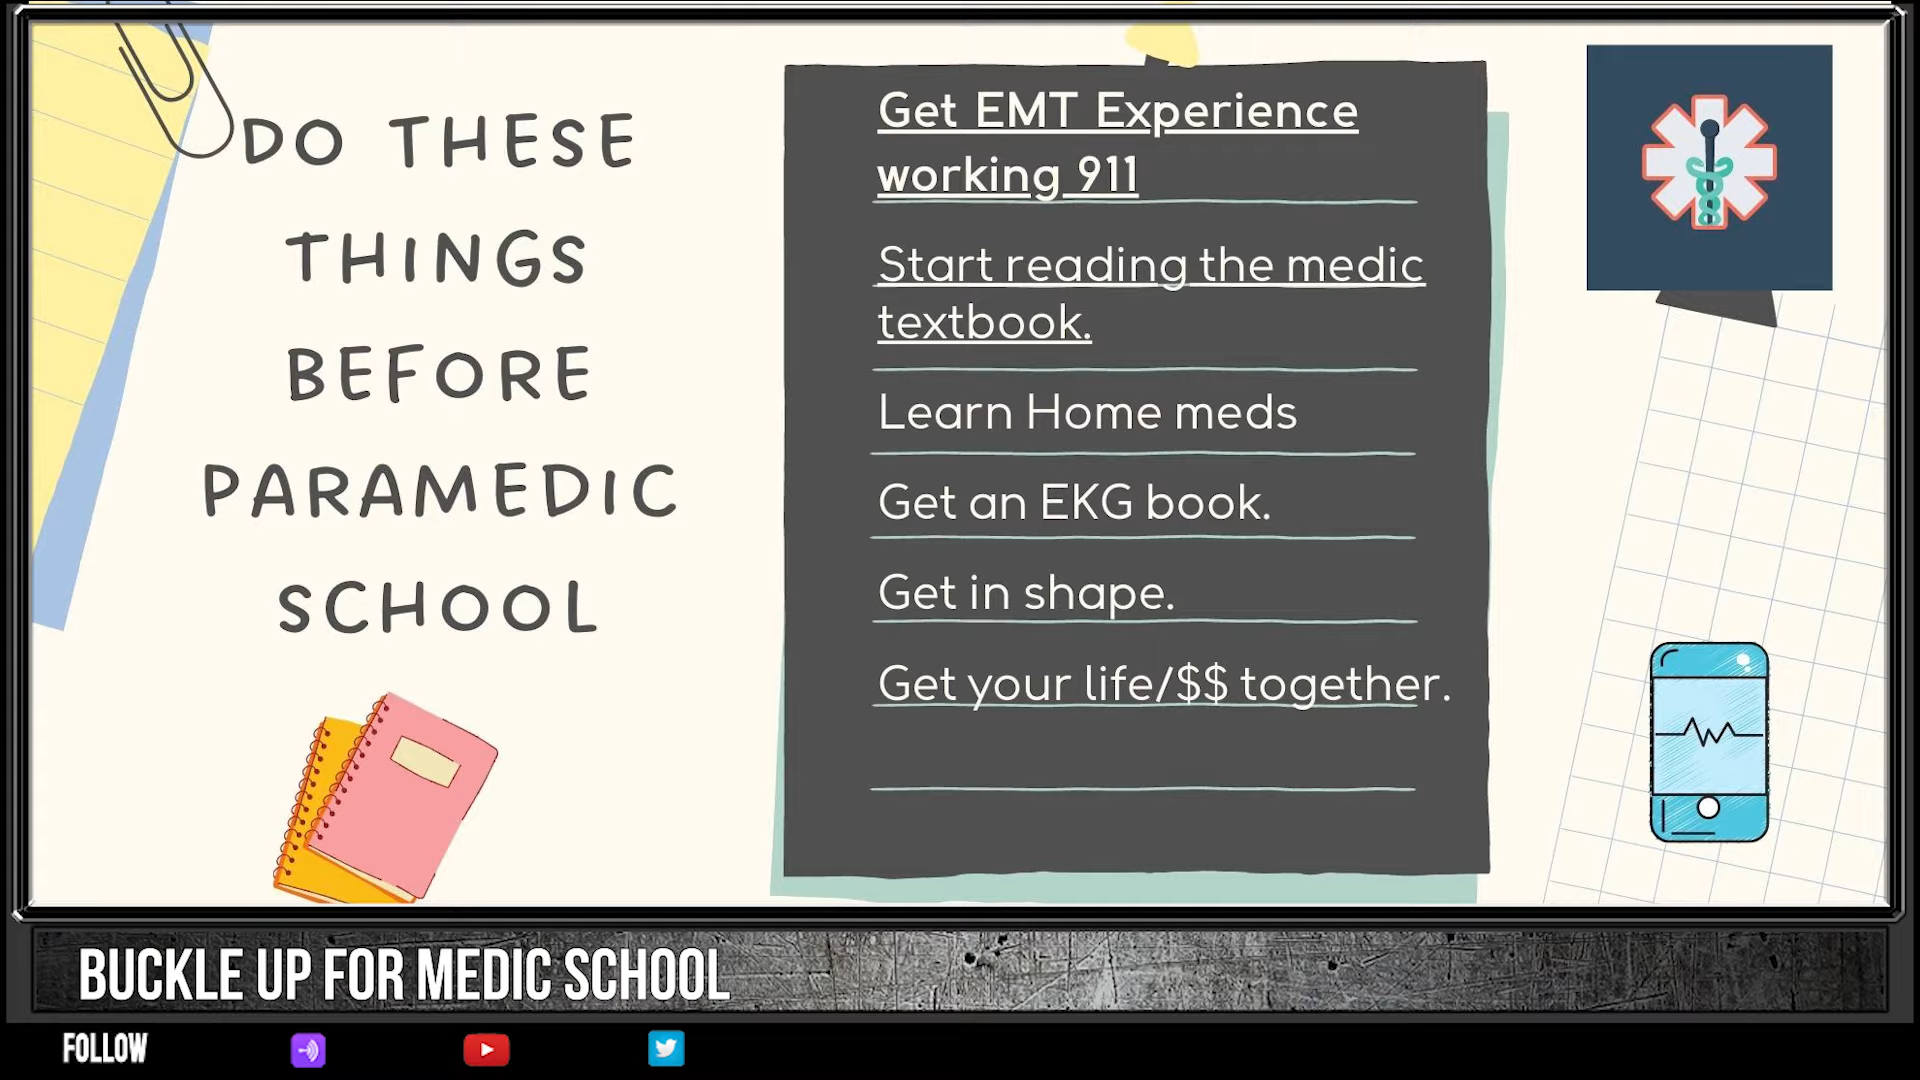 DO THESE
THINGS
BEFORE
PARAMEDIC
SCHOOL
Get EMT Experience
working 911
Start reading the medic
textbook.
Learn Home meds
Get an EKG book.
Get in shape.
Get your life/$$ together.
BUCKLE UP FOR MEDIC SCHOOL
FOLLOW